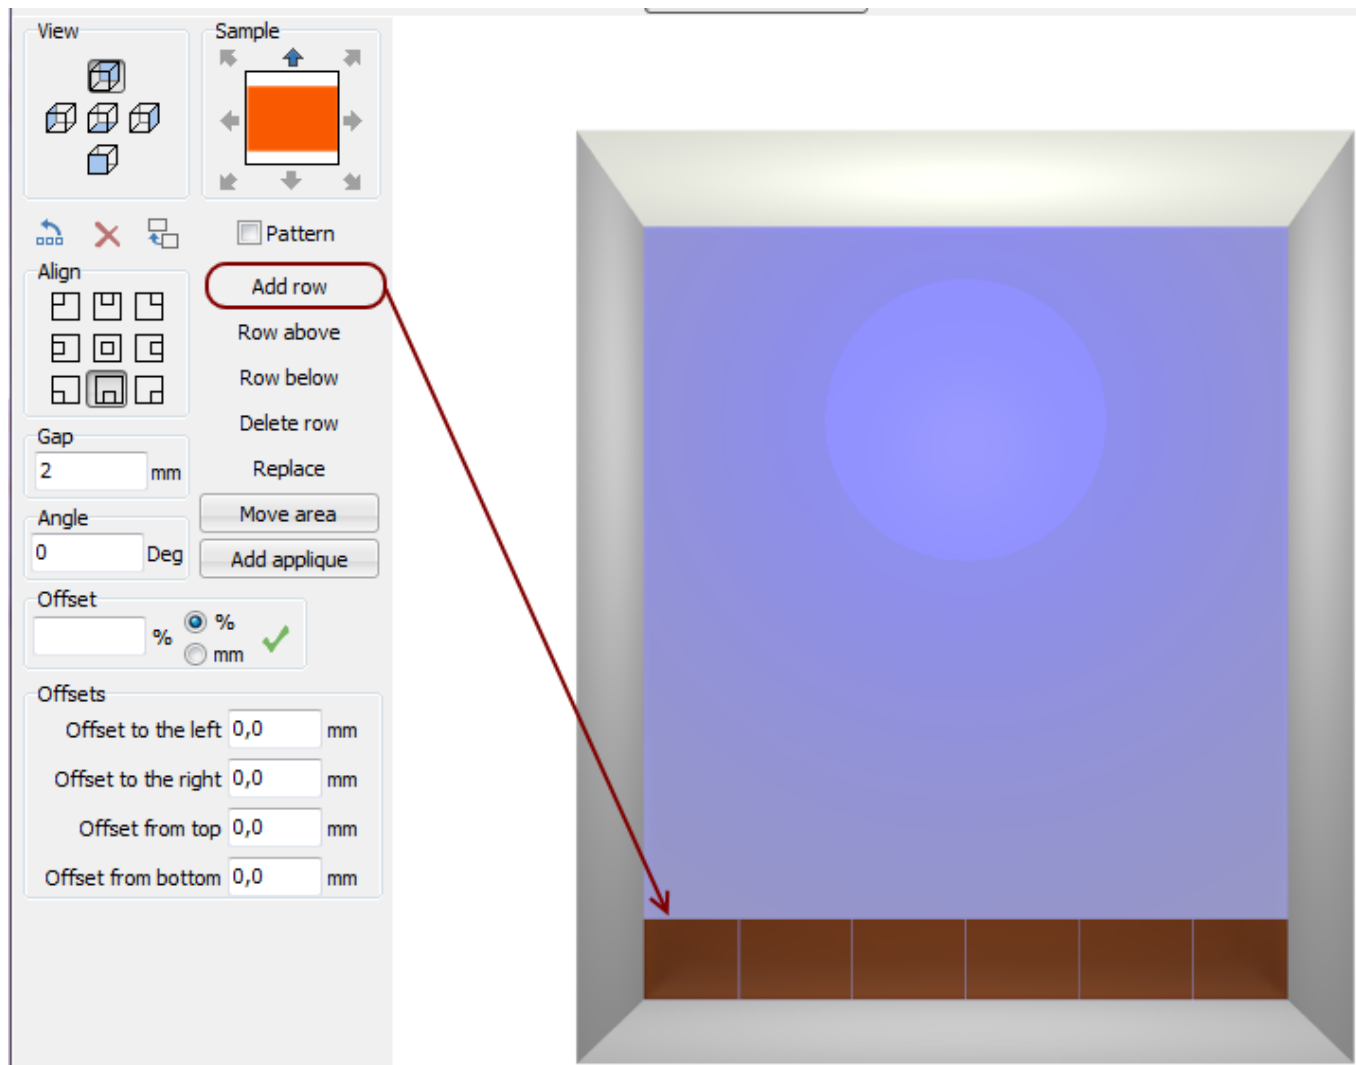 View
Sample
Pattern
Align
Add row
Row above
Row below
Delete row
Gap
2 mm
Replace
Move area
Angle
0 Deg
Add applique
Offset
% %
mm
Offsets
Offset to the left 0,0 mm
Offset to the right 0,0 mm
Offset from top 0,0 mm
Offset from bottom 0,0 mm